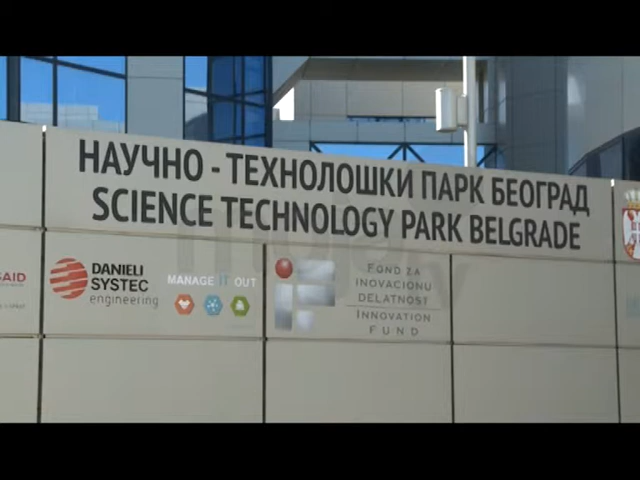 НАУЧНО - ТЕХНОЛОШКИ ПАРК БЕОГРАД
SCIENCE TECHNOLOGY PARK BELGRADE
SAID
DANIELI
SYSTEC
engineering
MANAGE IT OUT
FOND ZA
INOVACIONU
DELATNOST
INNOVATION
FUND